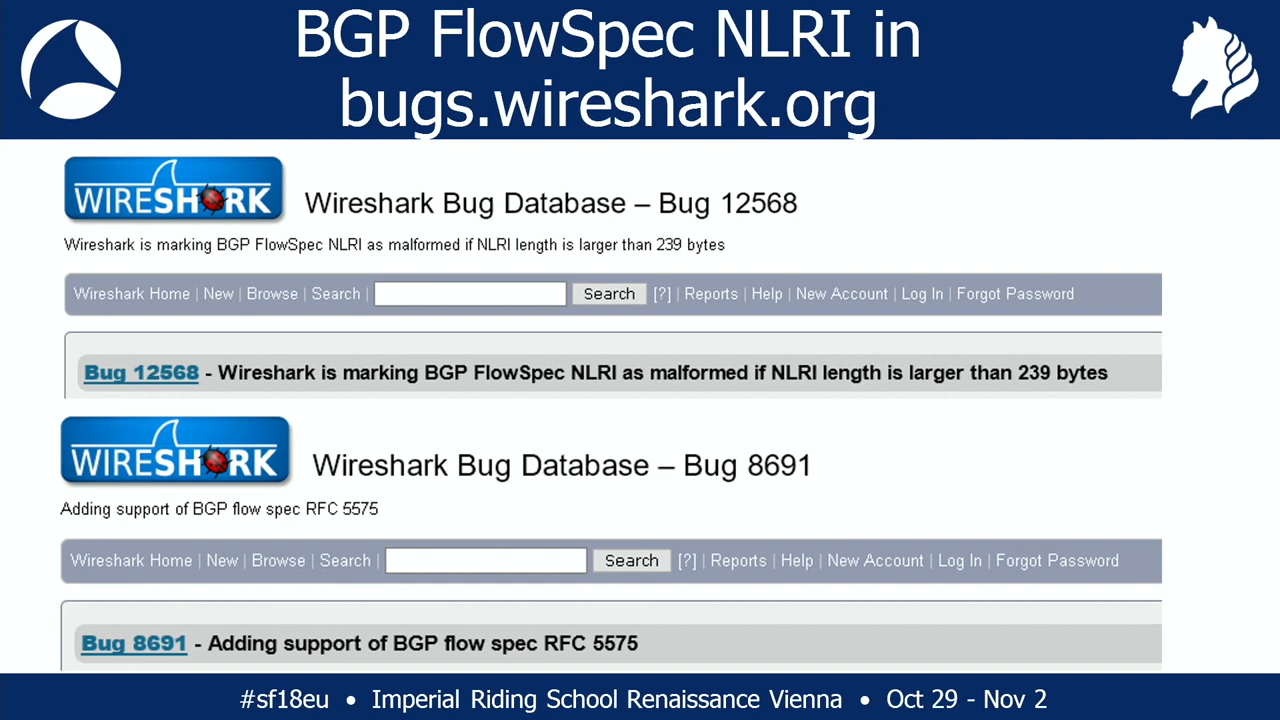 BGP FlowSpec NLRI in
bugs.wireshark.org
WIRESHARK
Wireshark Bug Database – Bug 12568
Wireshark is marking BGP FlowSpec NLRI as malformed if NLRI length is larger than 239 bytes
Wireshark Home | New | Browse | Search | Search [?] | Reports | Help | New Account | Log In | Forgot Password
Bug 12568 - Wireshark is marking BGP FlowSpec NLRI as malformed if NLRI length is larger than 239 bytes
WIRESHARK
Wireshark Bug Database – Bug 8691
Adding support of BGP flow spec RFC 5575
Wireshark Home | New | Browse | Search | Search [?] | Reports | Help | New Account | Log In | Forgot Password
Bug 8691 - Adding support of BGP flow spec RFC 5575
#sf18eu • Imperial Riding School Renaissance Vienna • Oct 29 - Nov 2